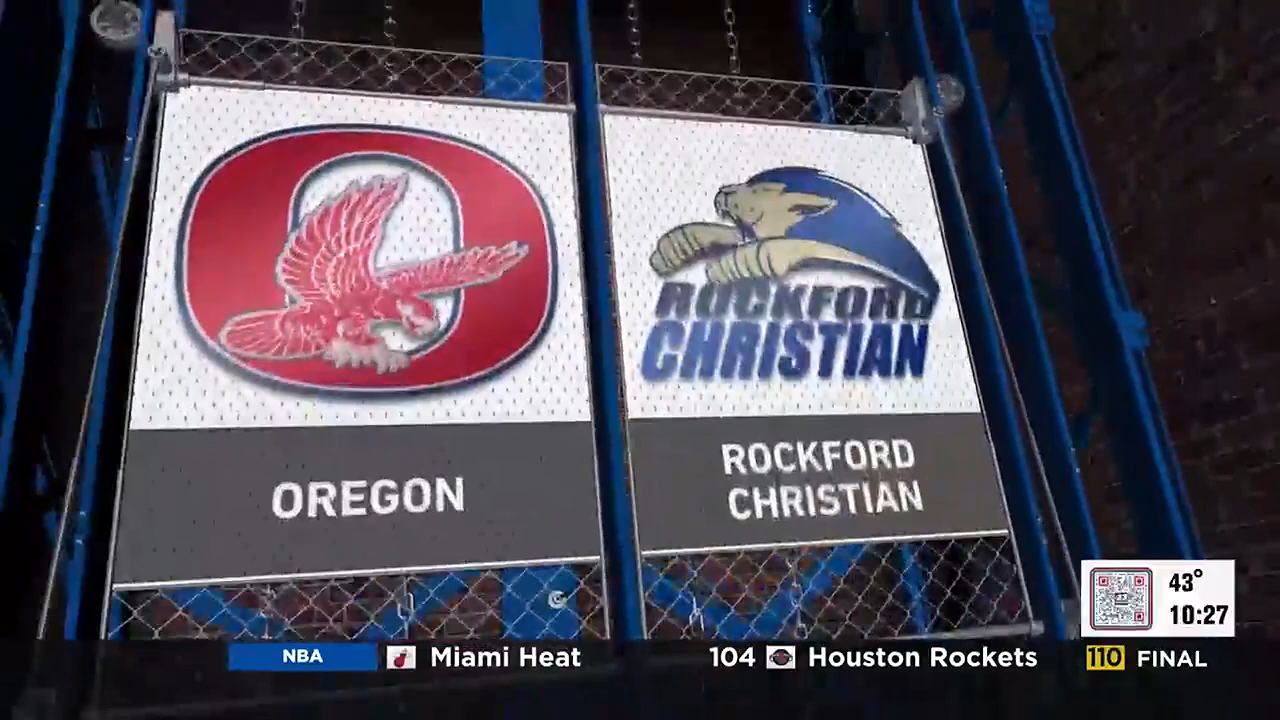 ROCKFORD
CHRISTIAN
OREGON
ROCKFORD
CHRISTIAN
43°
10:27
NBA
Miami Heat
104
Houston Rockets
110
FINAL